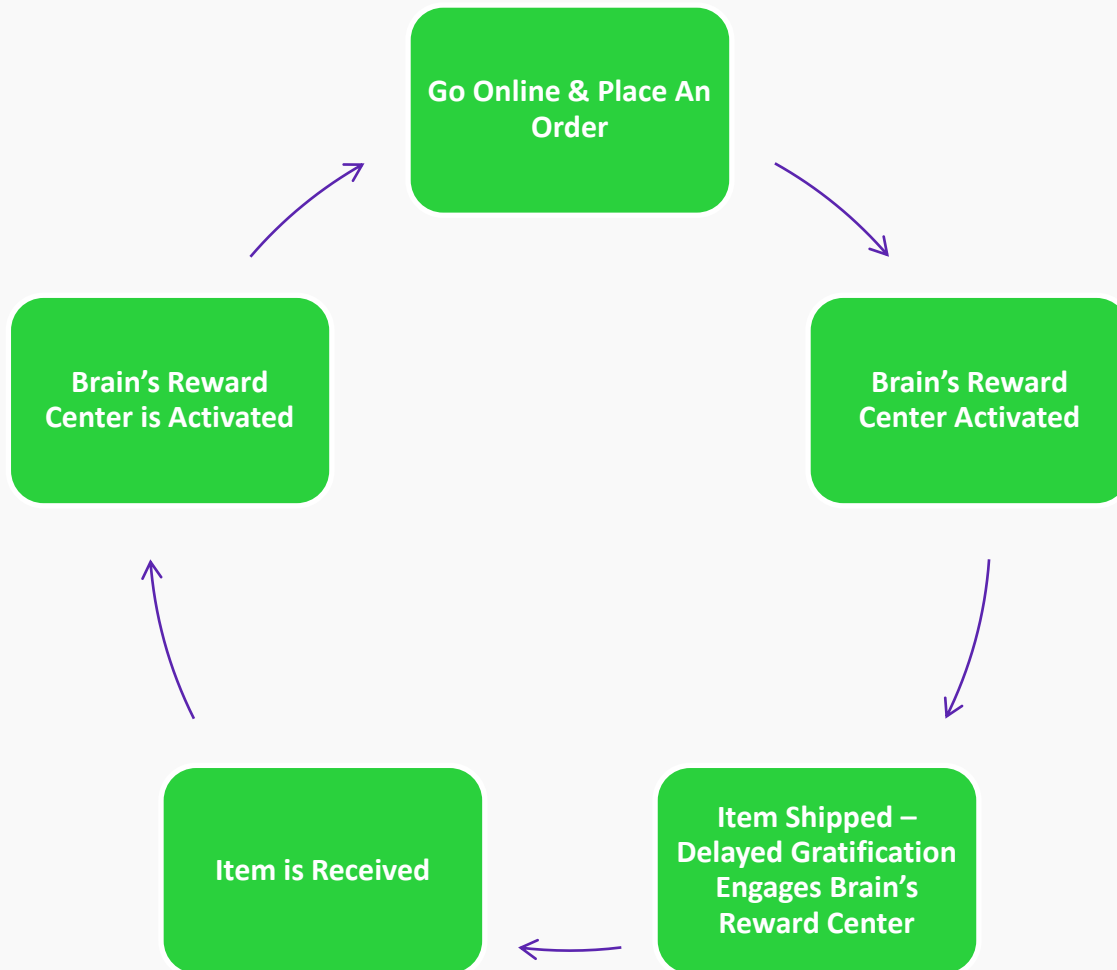 Go Online & Place An
Order
Brain’s Reward
Center Activated
Item Shipped –
Delayed Gratification
Engages Brain’s
Reward Center
Item is Received
Brain’s Reward
Center is Activated